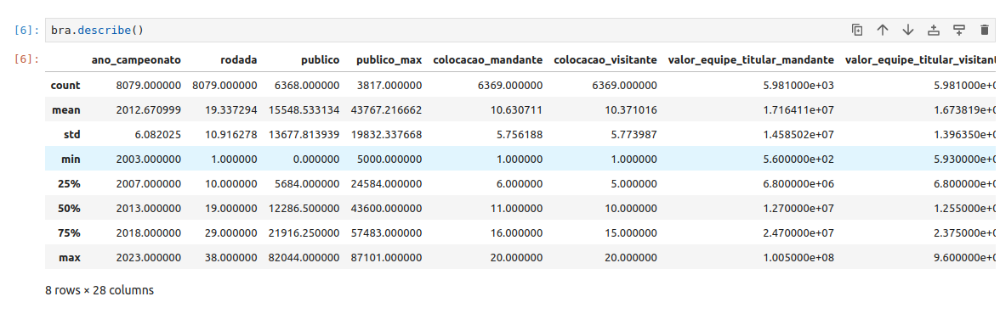 [6]: bra.describe()
[6]: ano_campeonato rodada publico publico_max colocacao_mandante colocacao_visitante valor_equipe_titular_mandante valor_equipe_titular_visitant
count 8079.000000 8079.000000 6368.000000 3817.000000 6369.000000 6369.000000 5.981000e+03 5.981000e+0
mean 2012.670999 19.337294 15548.533134 43767.216662 10.630711 10.371016 1.716411e+07 1.673819e+0
std 6.082025 10.916278 13677.813939 19832.337668 5.756188 5.773987 1.458502e+07 1.396350e+0
min 2003.000000 1.000000 0.000000 5000.000000 1.000000 1.000000 5.600000e+02 5.930000e+0
25% 2007.000000 10.000000 5684.000000 24584.000000 6.000000 5.000000 6.800000e+06 6.800000e+0
50% 2013.000000 19.000000 12286.500000 43600.000000 11.000000 10.000000 1.270000e+07 1.255000e+0
75% 2018.000000 29.000000 21916.250000 57483.000000 16.000000 15.000000 2.470000e+07 2.375000e+0
max 2023.000000 38.000000 82044.000000 87101.000000 20.000000 20.000000 1.005000e+08 9.600000e+0
8 rows × 28 columns